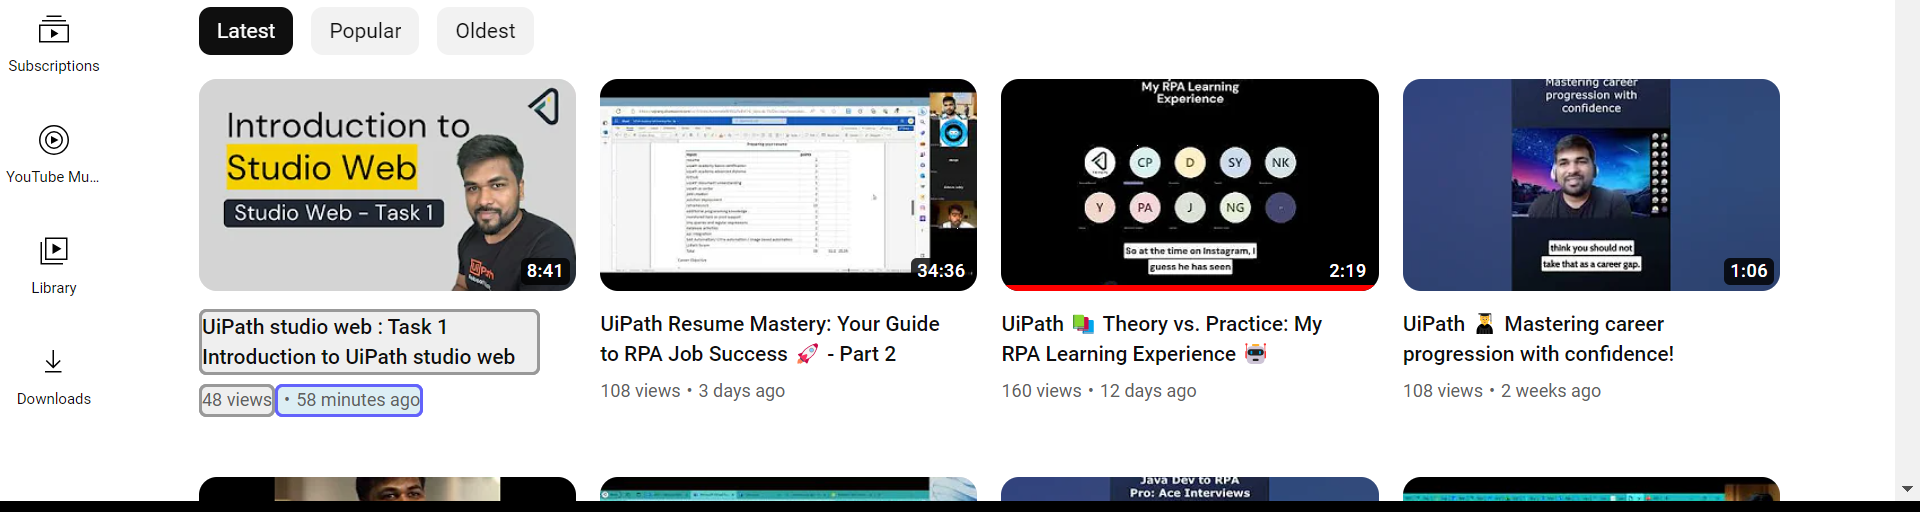 Latest
Popular
Oldest
Subscriptions
YouTube Mu...
Library
Downloads
Introduction to
Studio Web
Studio Web - Task 1
UiPath
8:41
UiPath studio web : Task 1
Introduction to UiPath studio web
48 views • 58 minutes ago
Preparing your resume
34:36
UiPath Resume Mastery: Your Guide
to RPA Job Success 🚀 - Part 2
108 views • 3 days ago
My RPA Learning
Experience
CP
D
SY
NK
Y
PA
J
NG
So at the time on Instagram, I
guess he has seen
2:19
UiPath 📚 Theory vs. Practice: My
RPA Learning Experience 🤖
160 views • 12 days ago
Mastering career
progression with
confidence
think you should not
take that as a career gap.
1:06
UiPath 👨‍🎓 Mastering career
progression with confidence!
108 views • 2 weeks ago
Java Dev to RPA
Pro: Ace Interviews